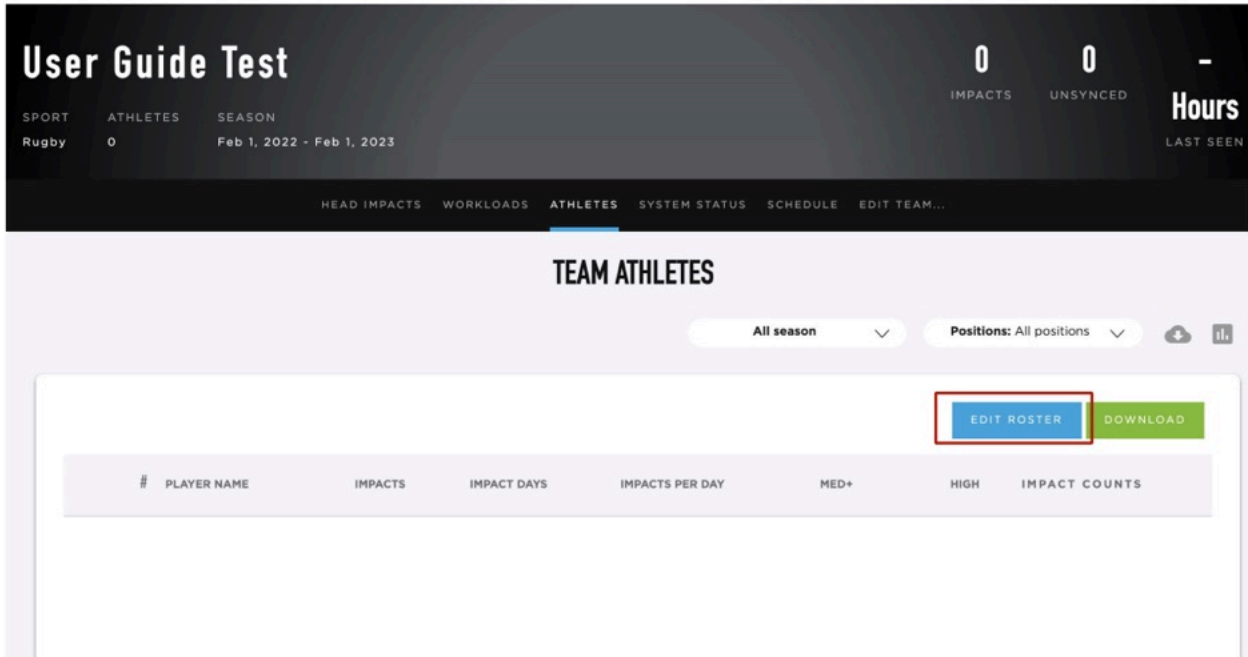 User Guide Test
0 0 -
IMPACTS UNSYNCED Hours
SPORT ATHLETES SEASON
Rugby 0 Feb 1, 2022 - Feb 1, 2023 LAST SEEN
HEAD IMPACTS WORKLOADS ATHLETES SYSTEM STATUS SCHEDULE EDIT TEAM...
TEAM ATHLETES
All season Positions: All positions
EDIT ROSTER DOWNLOAD
# PLAYER NAME IMPACTS IMPACT DAYS IMPACTS PER DAY MED+ HIGH IMPACT COUNTS